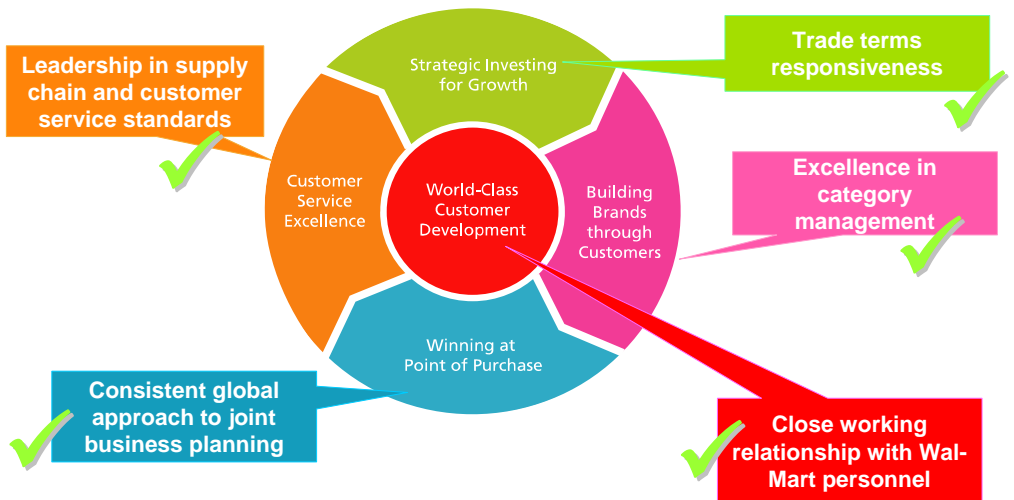 Leadership in supply
chain and customer
service standards
Strategic Investing
for Growth
Trade terms
responsiveness
Customer
Service
Excellence
World-Class
Customer
Development
Building
Brands
through
Customers
Excellence in
category
management
Winning at
Point of Purchase
Consistent global
approach to joint
business planning
Close working
relationship with Wal-
Mart personnel